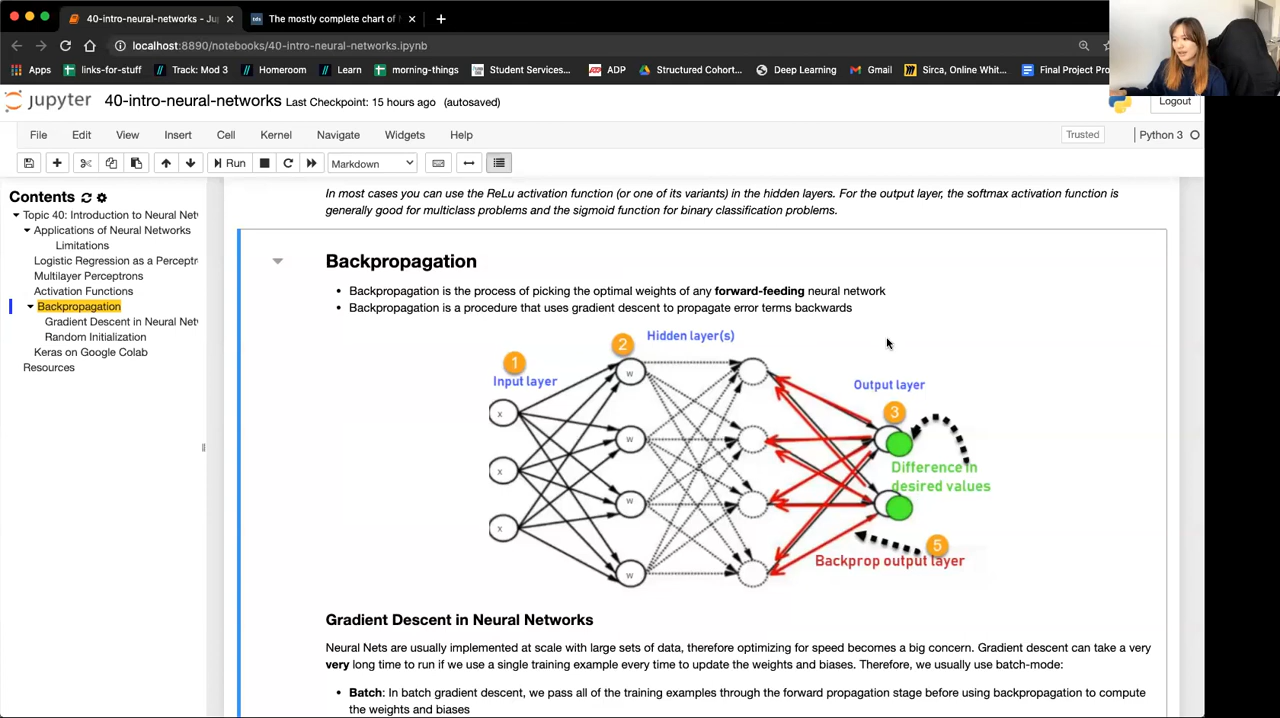 40-intro-neural-networks - Ju
The mostly complete chart of
localhost:8890/notebooks/40-intro-neural-networks.ipynb
Apps
links-for-stuff
Track: Mod 3
Homeroom
Learn
morning-things
Student Services...
ADP
Structured Cohort...
Deep Learning
Gmail
Sirca, Online Whit...
Final Project Pro
jupyter
40-intro-neural-networks Last Checkpoint: 15 hours ago (autosaved)
Logout
File Edit View Insert Cell Kernel Navigate Widgets Help
Trusted
Python 3
Run
Markdown
Contents
Topic 40: Introduction to Neural Net
Applications of Neural Networks
Limitations
Logistic Regression as a Perceptr
Multilayer Perceptrons
Activation Functions
Backpropagation
Gradient Descent in Neural Net
Random Initialization
Keras on Google Colab
Resources
In most cases you can use the ReLu activation function (or one of its variants) in the hidden layers. For the output layer, the softmax activation function is
generally good for multiclass problems and the sigmoid function for binary classification problems.
Backpropagation
• Backpropagation is the process of picking the optimal weights of any forward-feeding neural network
• Backpropagation is a procedure that uses gradient descent to propagate error terms backwards
1
Input layer
2
Hidden layer(s)
Output layer
3
x
x
x
w
w
w
w
Difference in
desired values
5
Backprop output layer
Gradient Descent in Neural Networks
Neural Nets are usually implemented at scale with large sets of data, therefore optimizing for speed becomes a big concern. Gradient descent can take a very
very long time to run if we use a single training example every time to update the weights and biases. Therefore, we usually use batch-mode:
• Batch: In batch gradient descent, we pass all of the training examples through the forward propagation stage before using backpropagation to compute
the weights and biases